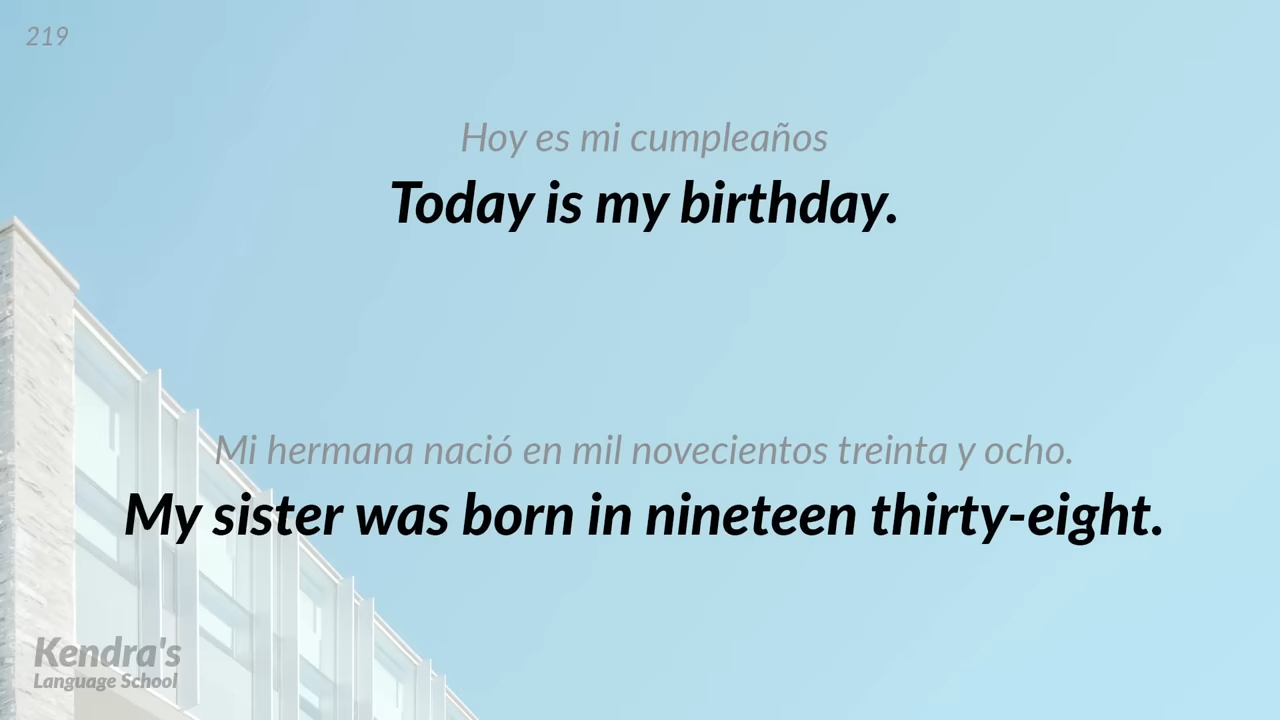 219
Hoy es mi cumpleaños
Today is my birthday.
Mi hermana nació en mil novecientos treinta y ocho.
My sister was born in nineteen thirty-eight.
Kendra's
Language School